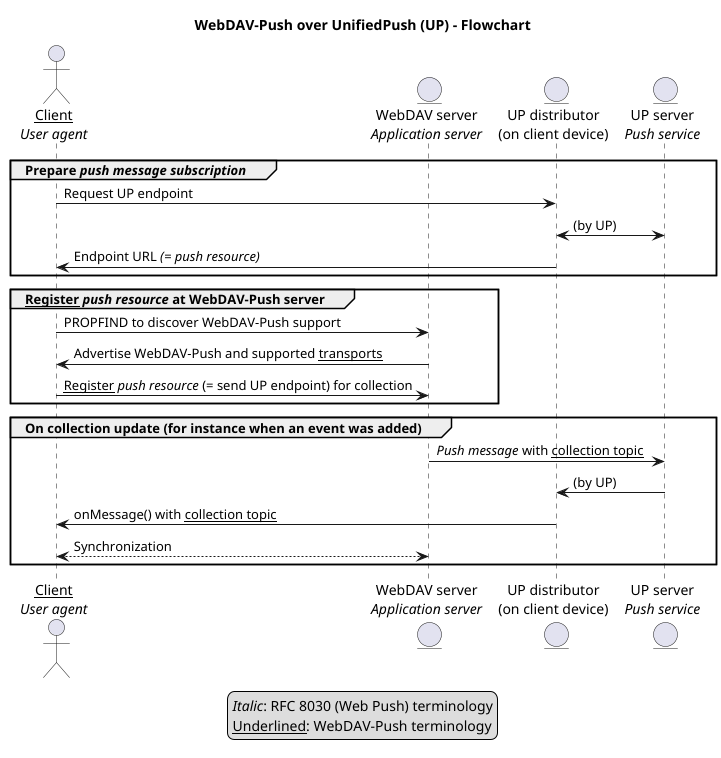 WebDAV-Push over UnifiedPush (UP) - Flowchart
Client
User agent
WebDAV server
Application server
UP distributor
(on client device)
UP server
Push service
Prepare push message subscription
Request UP endpoint
(by UP)
Endpoint URL (= push resource)
Register push resource at WebDAV-Push server
PROPFIND to discover WebDAV-Push support
Advertise WebDAV-Push and supported transports
Register push resource (= send UP endpoint) for collection
On collection update (for instance when an event was added)
Push message with collection topic
(by UP)
onMessage() with collection topic
Synchronization
Client
User agent
WebDAV server
Application server
UP distributor
(on client device)
UP server
Push service
Italic: RFC 8030 (Web Push) terminology
Underlined: WebDAV-Push terminology